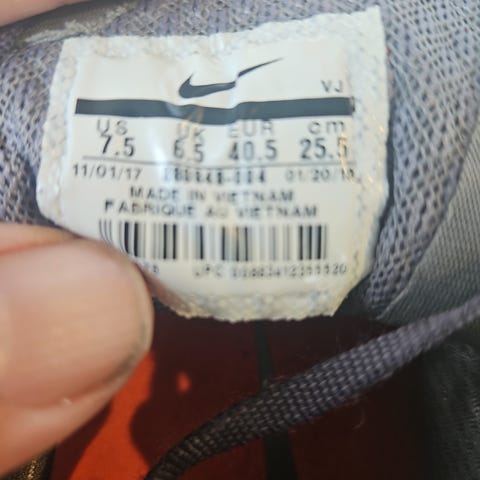 VJ
US UK EUR cm
7.5 6.5 40.5 25.5
11/01/17
MADE IN VIETNAM
FABRIQUE AU VIETNAM
UPC